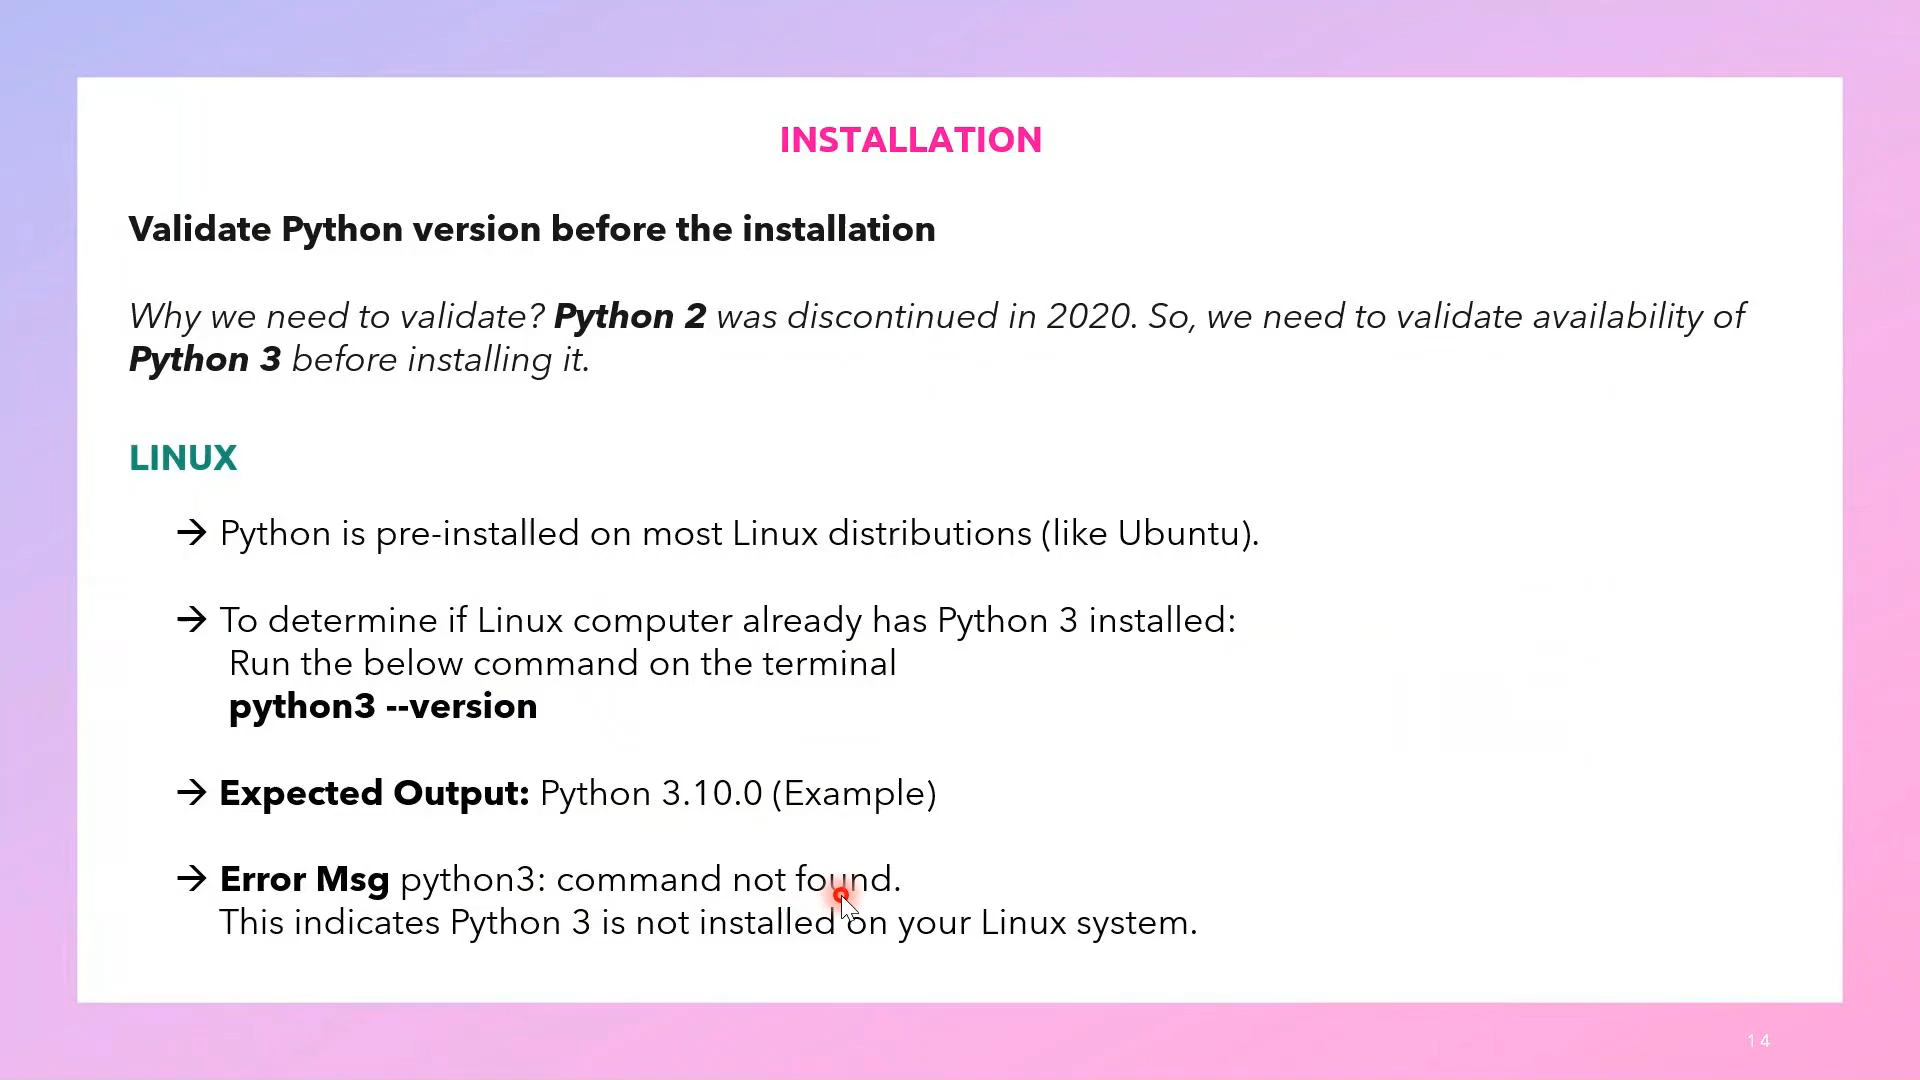 INSTALLATION
Validate Python version before the installation
Why we need to validate? Python 2 was discontinued in 2020. So, we need to validate availability of
Python 3 before installing it.
LINUX
→ Python is pre-installed on most Linux distributions (like Ubuntu).
→ To determine if Linux computer already has Python 3 installed:
Run the below command on the terminal
python3 --version
→ Expected Output: Python 3.10.0 (Example)
→ Error Msg python3: command not found.
This indicates Python 3 is not installed on your Linux system.
14